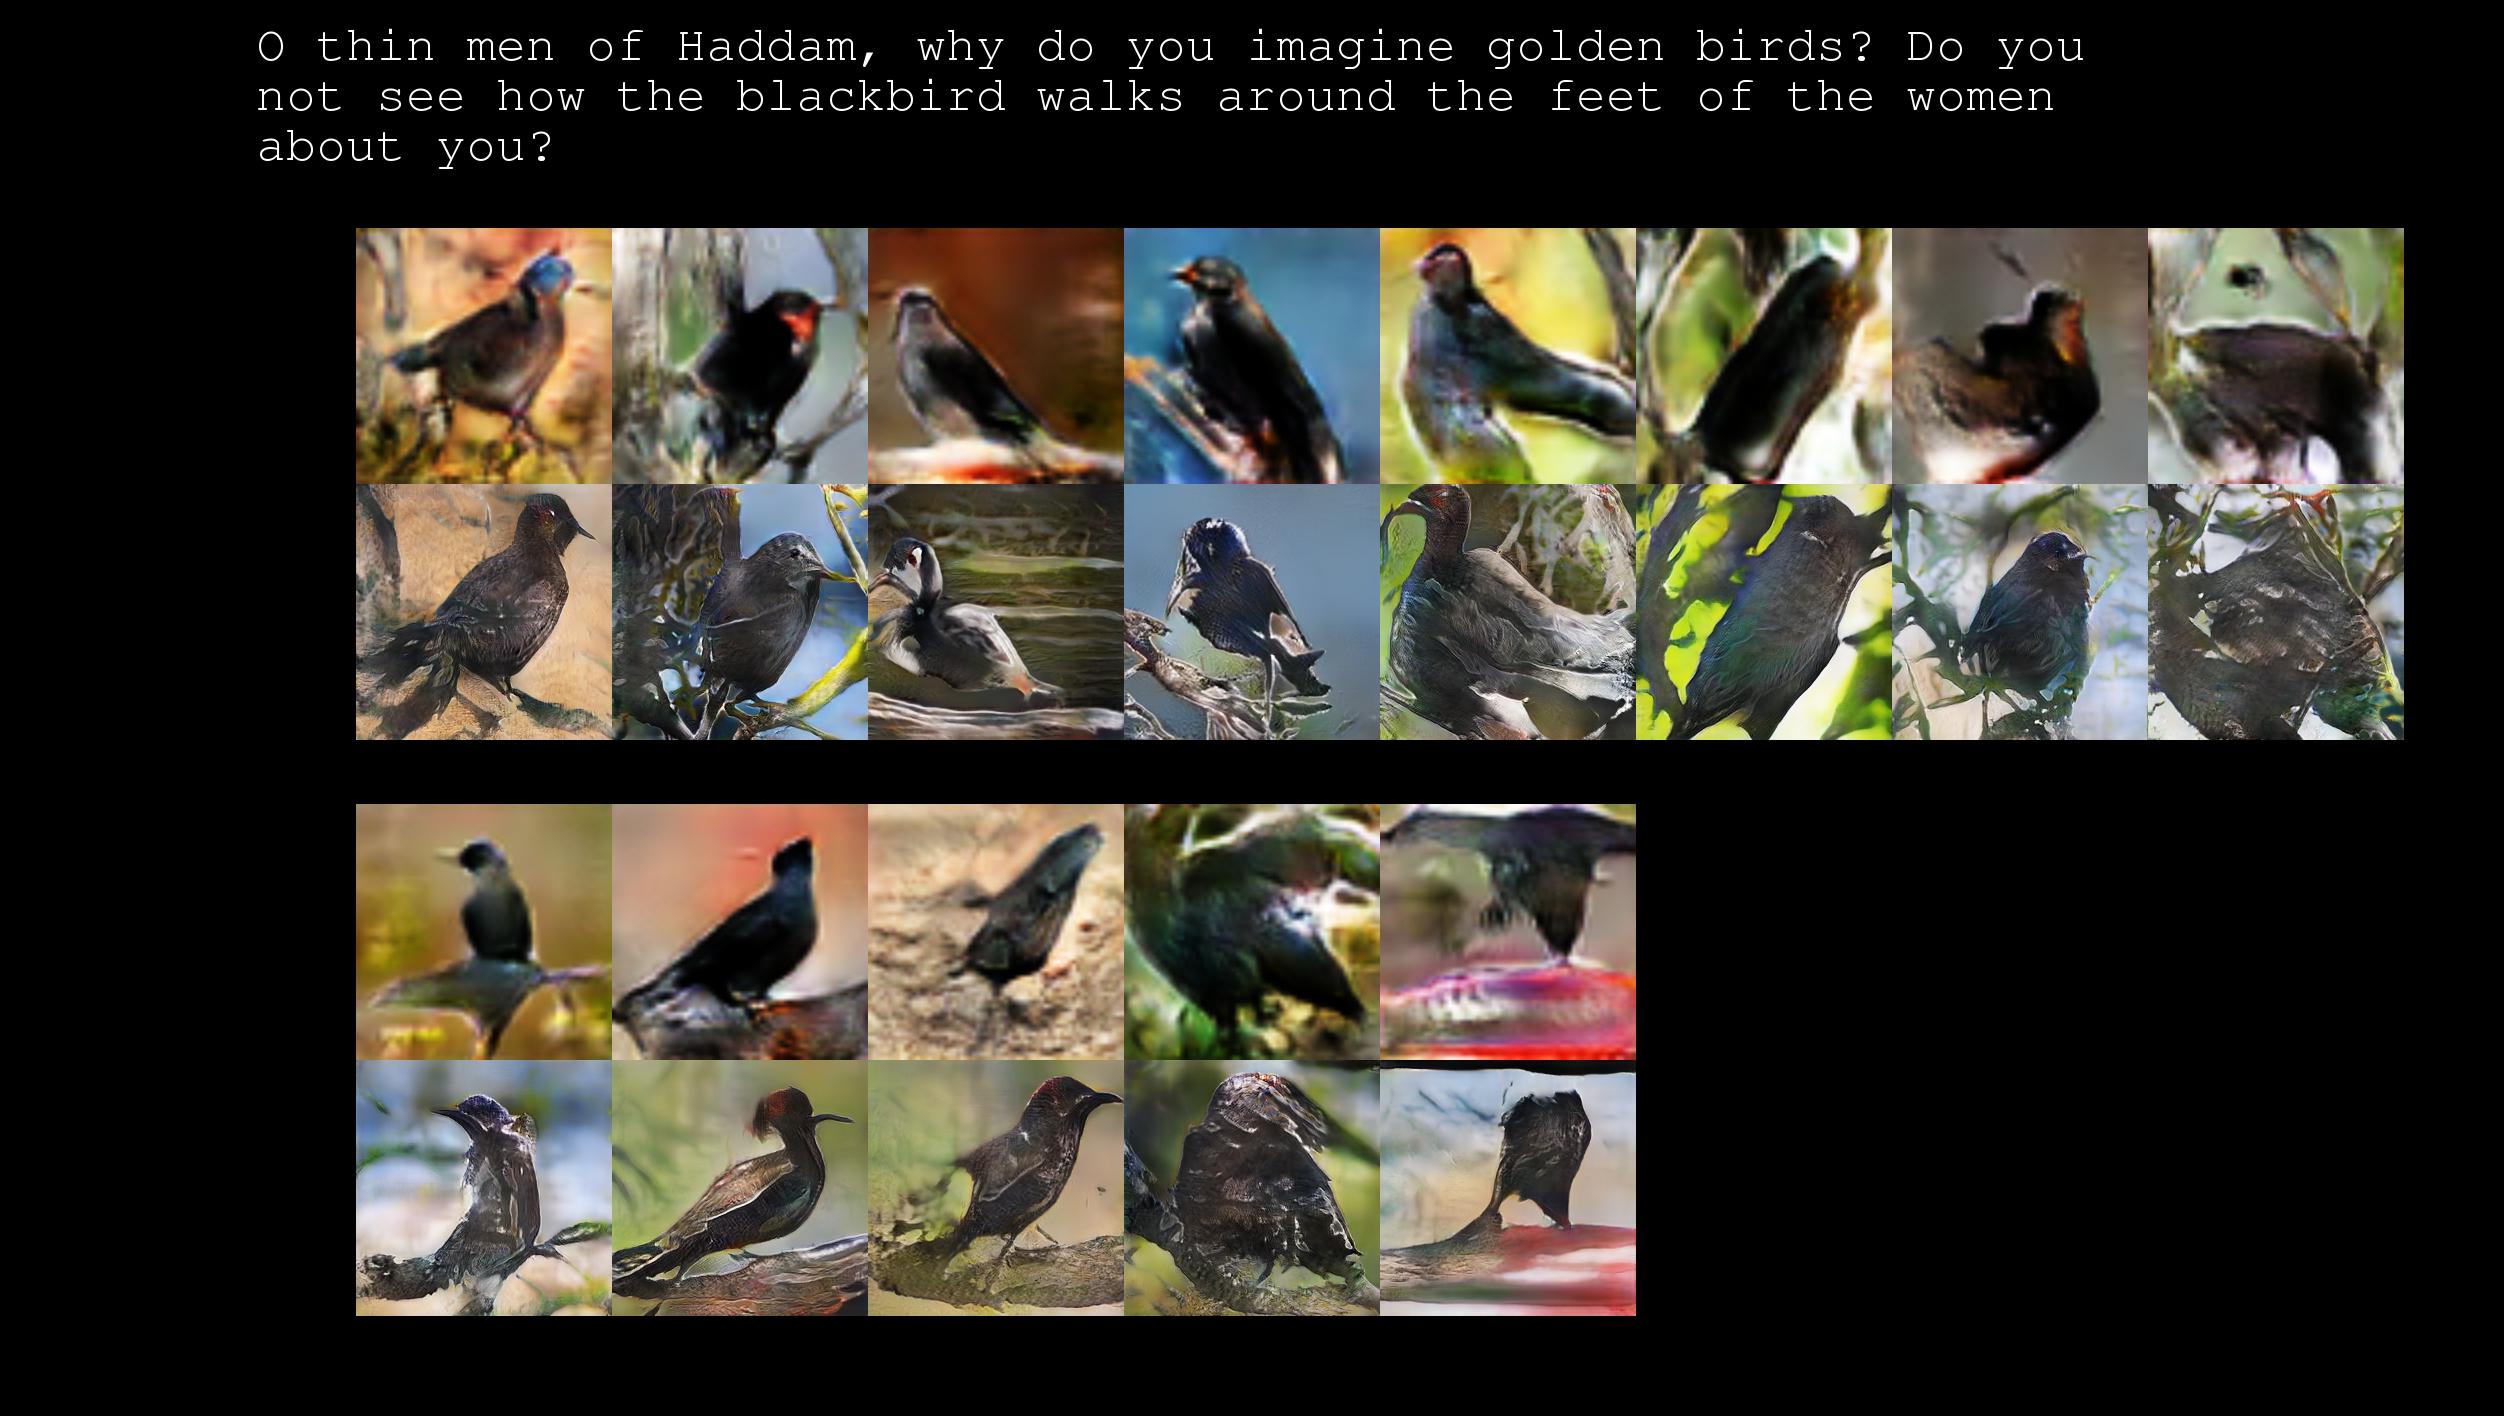 O thin men of Haddam, why do you imagine golden birds? Do you
not see how the blackbird walks around the feet of the women
about you?